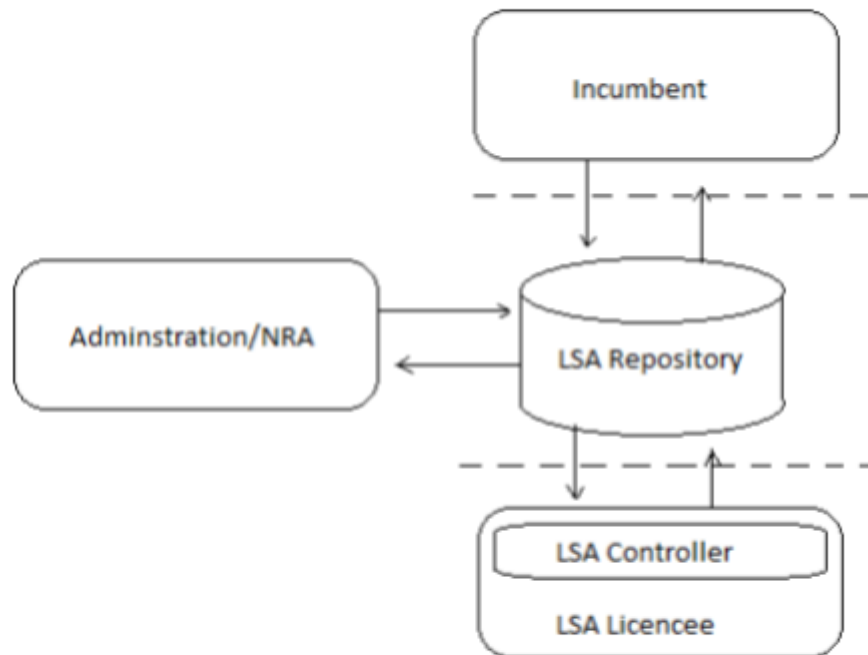 Incumbent
Adminstration/NRA
LSA Repository
LSA Controller
LSA Licencee